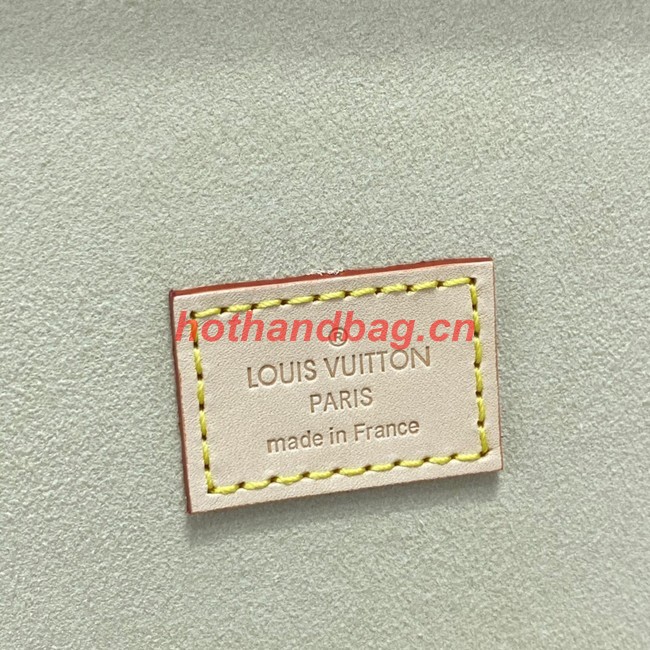 hothandbag.cn
®
LOUIS VUITTON
PARIS
made in France